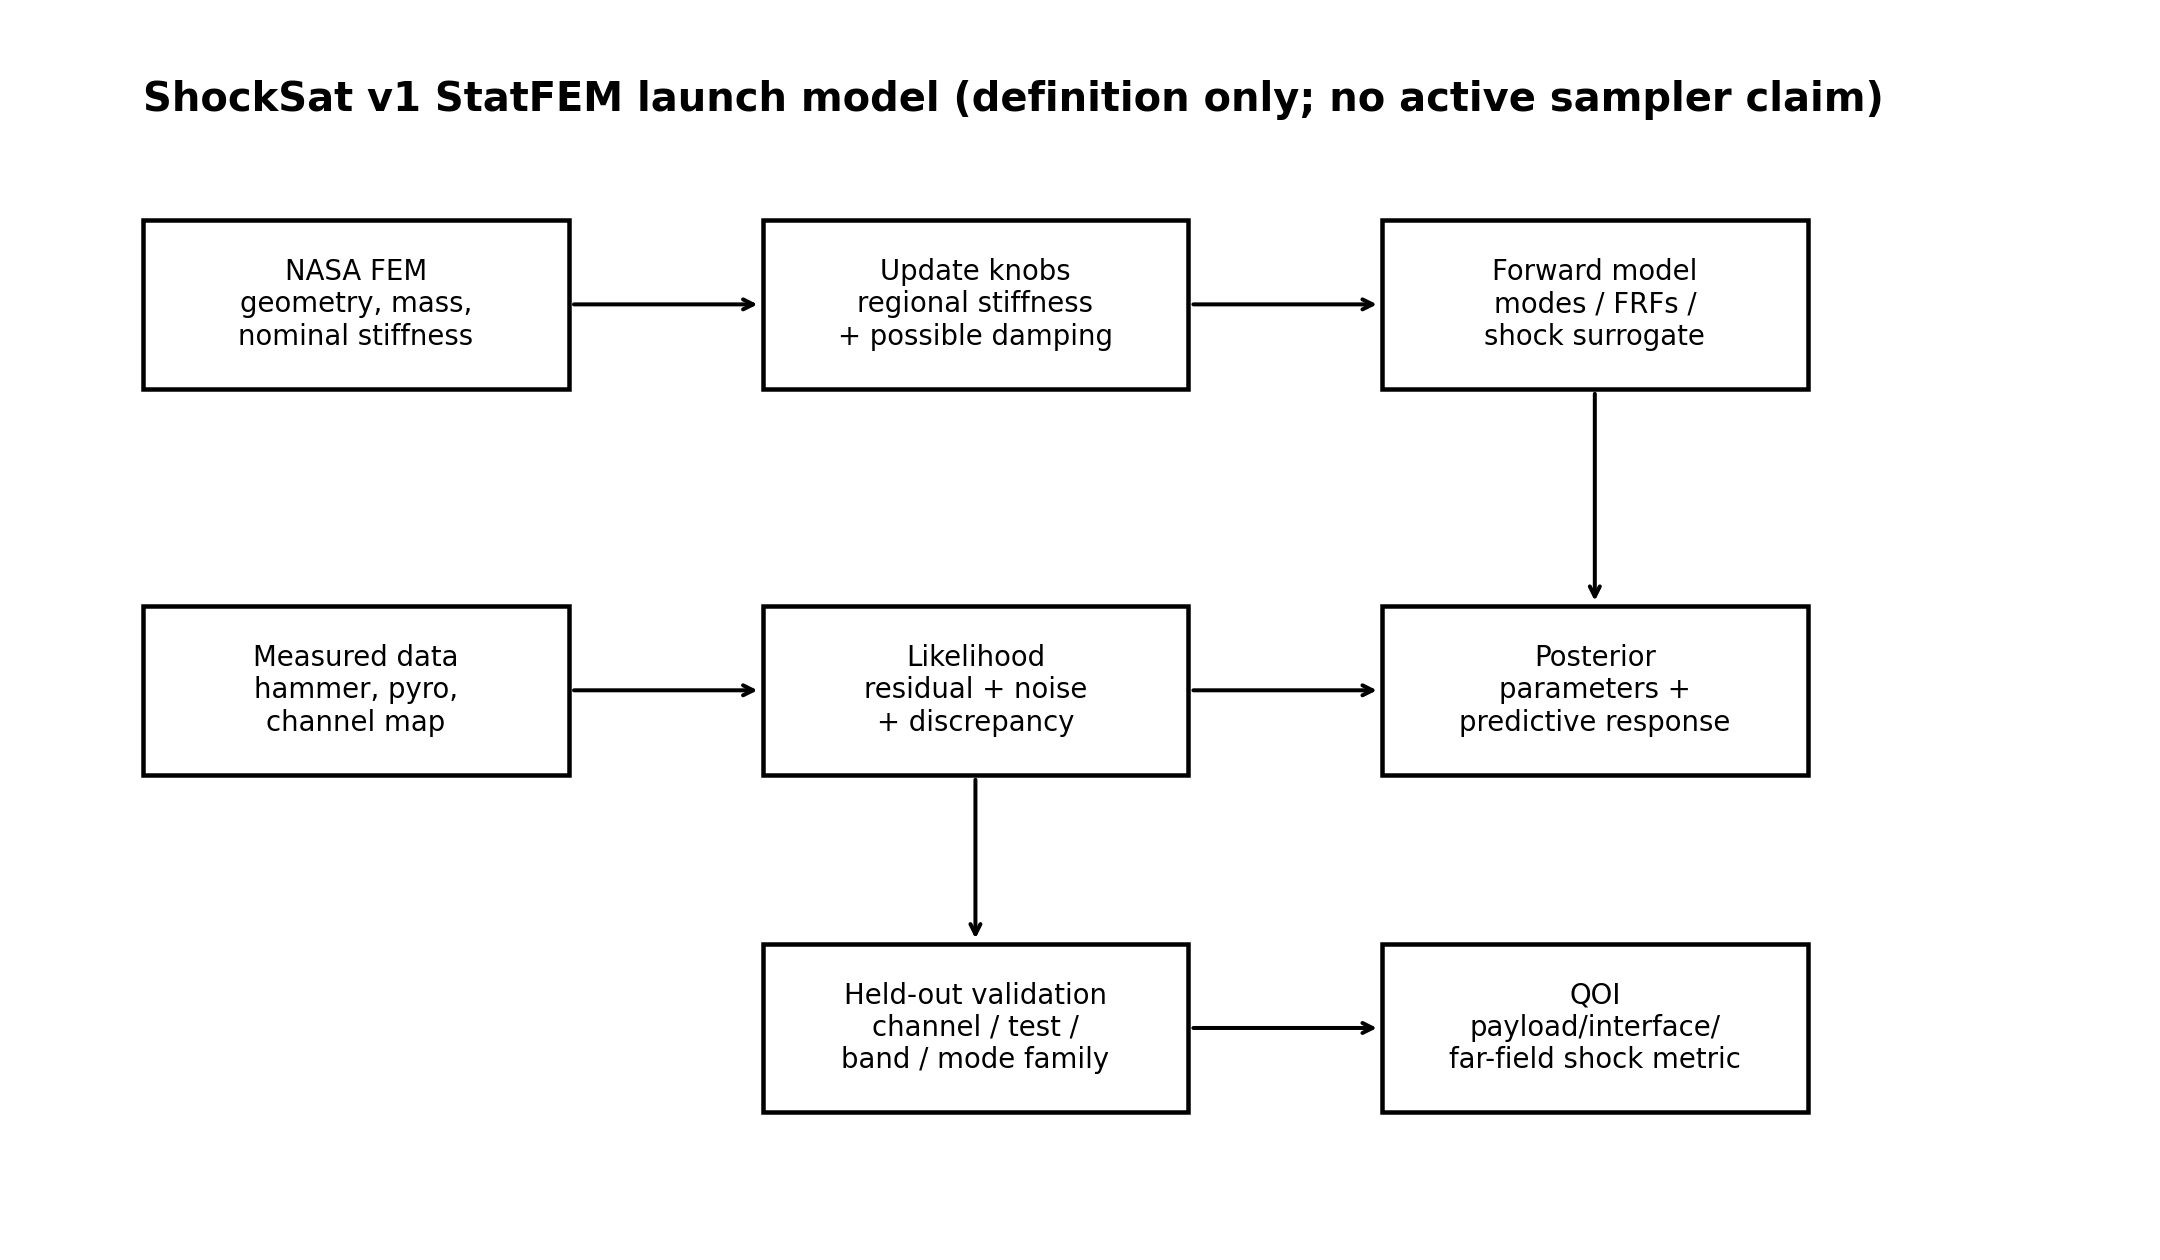 ShockSat v1 StatFEM launch model (definition only; no active sampler claim)
NASA FEM
geometry, mass,
nominal stiffness
Update knobs
regional stiffness
+ possible damping
Forward model
modes / FRFs /
shock surrogate
Measured data
hammer, pyro,
channel map
Likelihood
residual + noise
+ discrepancy
Posterior
parameters +
predictive response
Held-out validation
channel / test /
band / mode family
QOI
payload/interface/
far-field shock metric